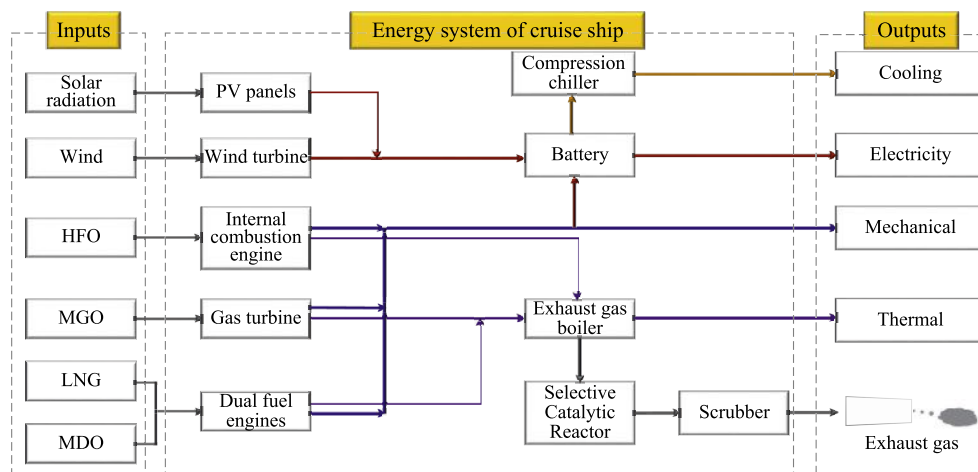 Inputs
Energy system of cruise ship
Outputs
Solar
radiation
PV panels
Compression
chiller
Cooling
Wind
Wind turbine
Battery
Electricity
HFO
Internal
combustion
engine
Mechanical
MGO
Gas turbine
Exhaust gas
boiler
Thermal
LNG
MDO
Dual fuel
engines
Selective
Catalytic
Reactor
Scrubber
Exhaust gas